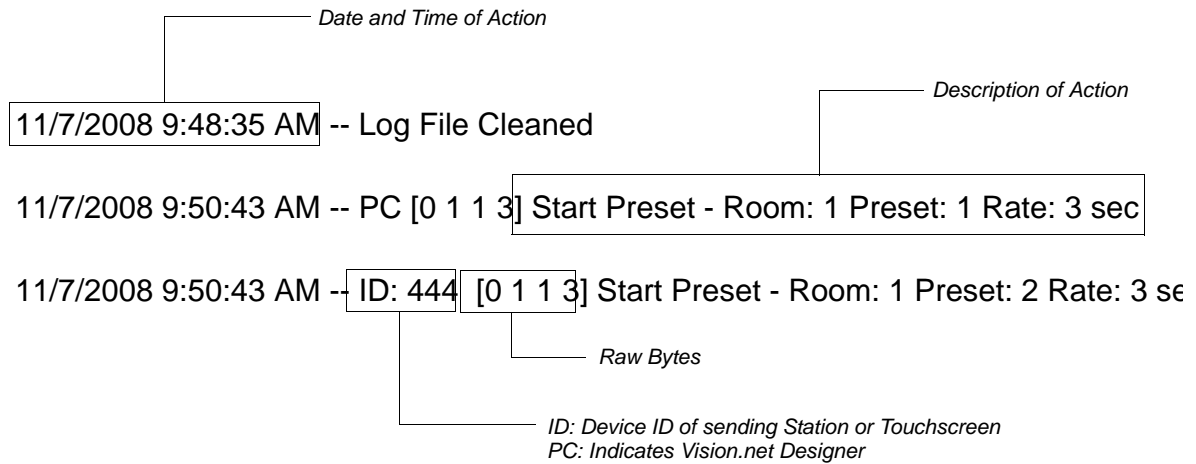 Date and Time of Action
Description of Action
11/7/2008 9:48:35 AM -- Log File Cleaned
11/7/2008 9:50:43 AM -- PC [0 1 1 3] Start Preset - Room: 1 Preset: 1 Rate: 3 sec
11/7/2008 9:50:43 AM -- ID: 444 [0 1 1 3] Start Preset - Room: 1 Preset: 2 Rate: 3 se
Raw Bytes
ID: Device ID of sending Station or Touchscreen
PC: Indicates Vision.net Designer